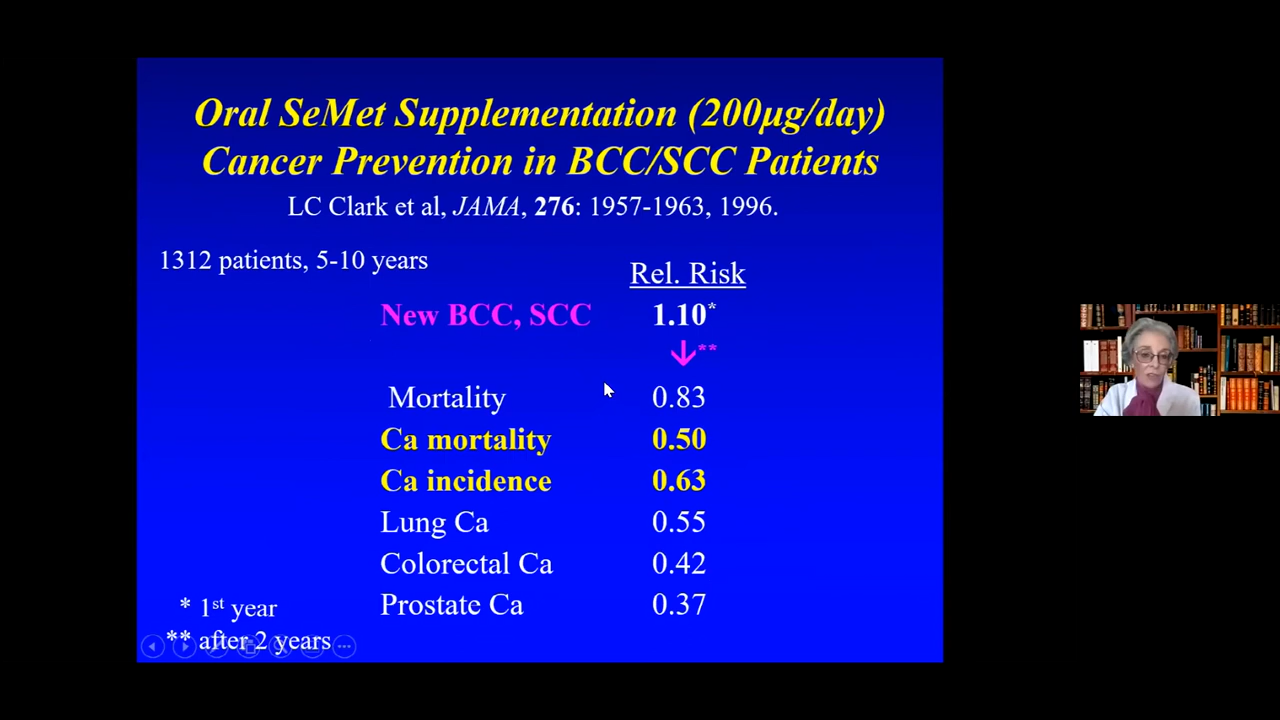 Oral SeMet Supplementation (200µg/day)
Cancer Prevention in BCC/SCC Patients
LC Clark et al, JAMA, 276: 1957-1963, 1996.
1312 patients, 5-10 years
Rel. Risk
New BCC, SCC 1.10*
↓**
Mortality 0.83
Ca mortality 0.50
Ca incidence 0.63
Lung Ca 0.55
Colorectal Ca 0.42
Prostate Ca 0.37
* 1st year
** after 2 years